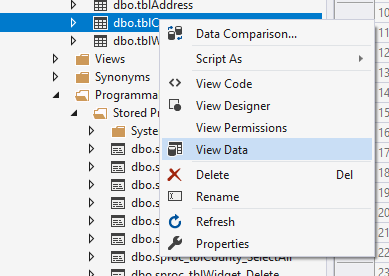 dbo.tblAddress
dbo.tblC
dbo.tblW
Views
Synonyms
Programma
Stored Pr
Syste
dbo.s
dbo.s
dbo.s
dbo.s
dbo.s
dbo.sproc_tblCounty_SelectAll
dbo.sproc_tblWidget_Delete
Data Comparison...
Script As
View Code
View Designer
View Permissions
View Data
Delete Del
Rename
Refresh
Properties
10
11
12
13
14
15
16
17
18
19
20
21
22